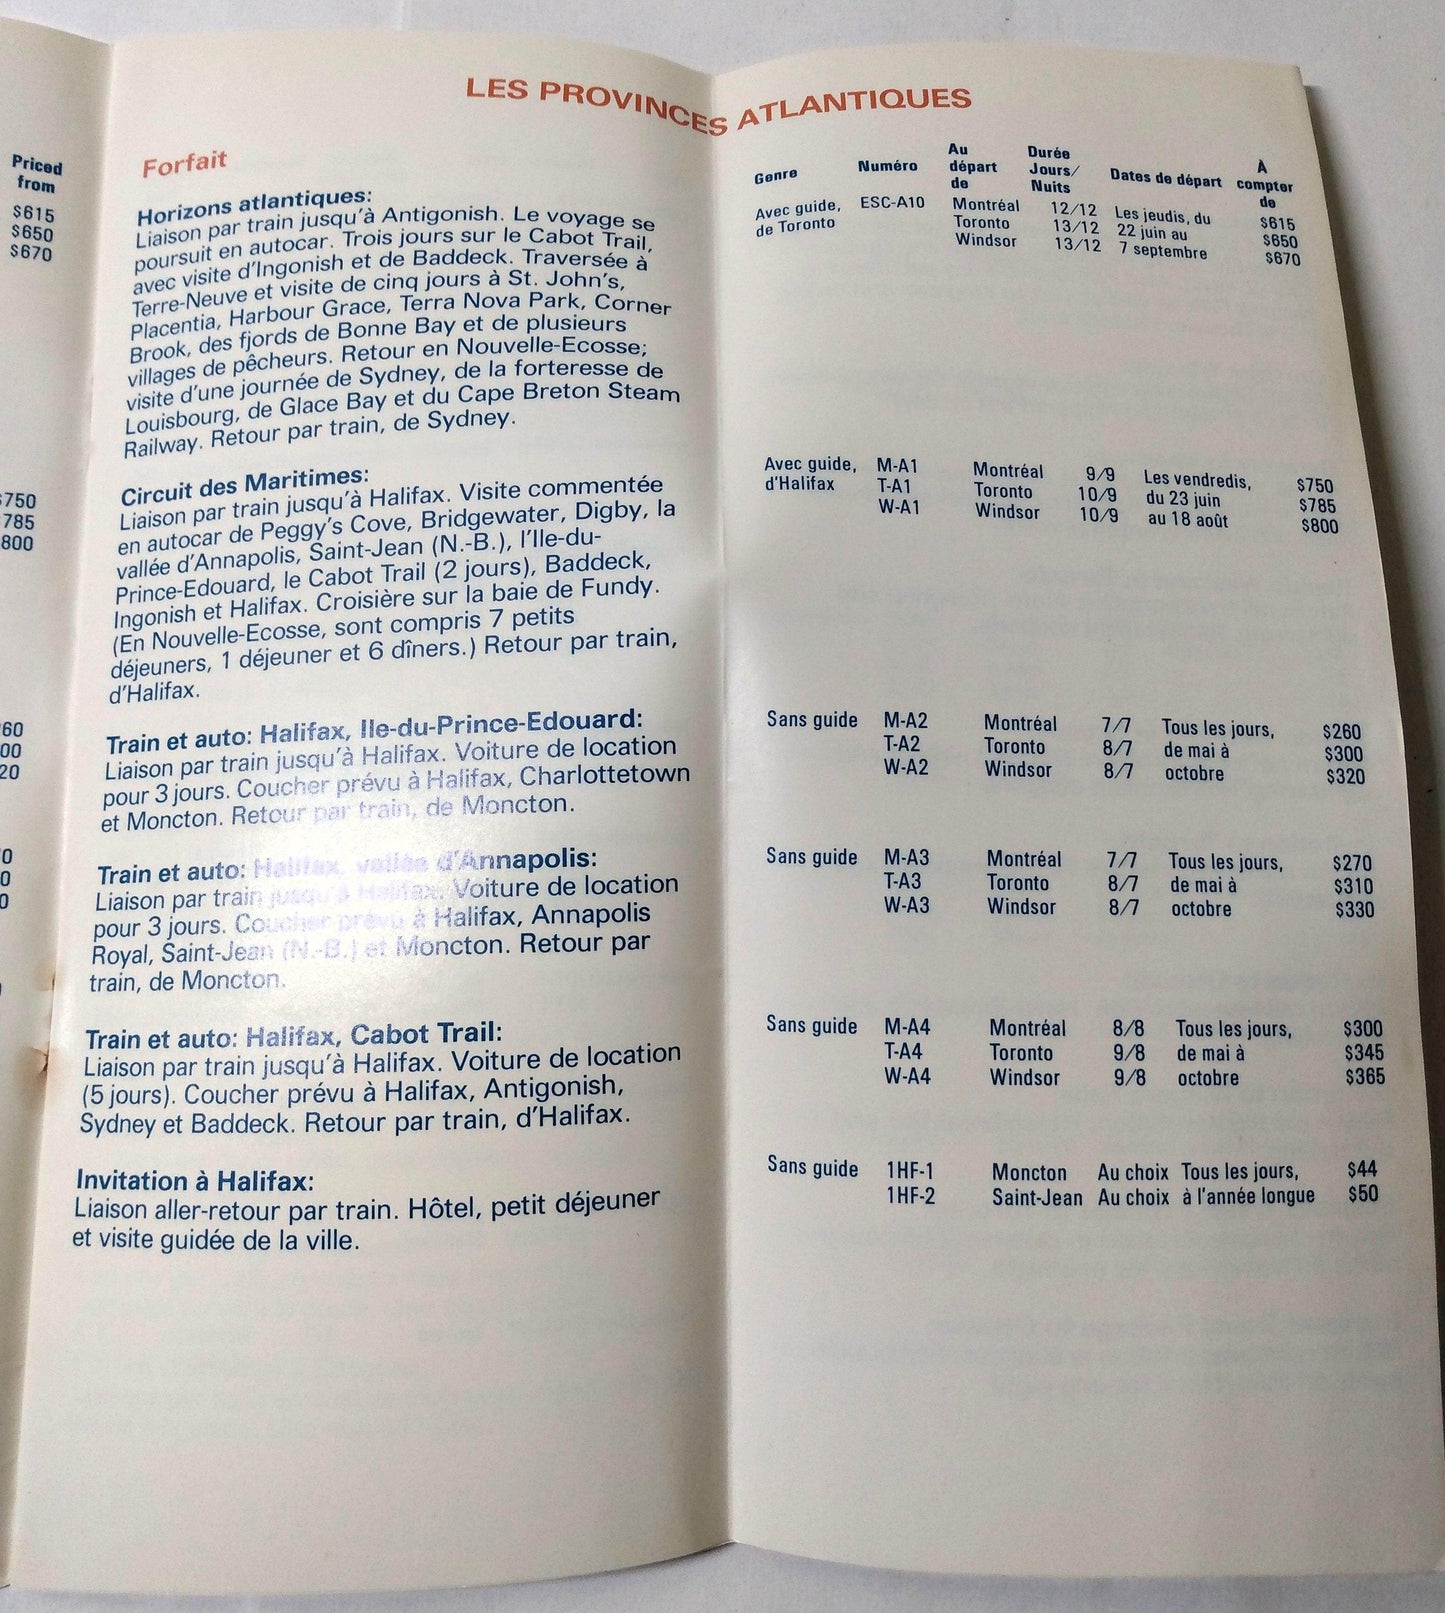 Priced
from
$615
$650
$670
$750
785
800
60
00
20
0
0
0
LES PROVINCES ATLANTIQUES
Forfait
Horizons atlantiques:
Liaison par train jusqu'à Antigonish. Le voyage se
poursuit en autocar. Trois jours sur le Cabot Trail,
avec visite d'Ingonish et de Baddeck. Traversée à
Terre-Neuve et visite de cinq jours à St. John's,
Placentia, Harbour Grace, Terra Nova Park, Corner
Brook, des fjords de Bonne Bay et de plusieurs
villages de pêcheurs. Retour en Nouvelle-Ecosse;
visite d'une journée de Sydney, de la forteresse de
Louisbourg, de Glace Bay et du Cape Breton Steam
Railway. Retour par train, de Sydney.
Circuit des Maritimes:
Liaison par train jusqu'à Halifax. Visite commentée
en autocar de Peggy's Cove, Bridgewater, Digby, la
vallée d'Annapolis, Saint-Jean (N.-B.), l'Ile-du-
Prince-Edouard, le Cabot Trail (2 jours), Baddeck,
Ingonish et Halifax. Croisière sur la baie de Fundy.
(En Nouvelle-Ecosse, sont compris 7 petits
déjeuners, 1 déjeuner et 6 dîners.) Retour par train,
d'Halifax.
Train et auto: Halifax, Ile-du-Prince-Edouard:
Liaison par train jusqu'à Halifax. Voiture de location
pour 3 jours. Coucher prévu à Halifax, Charlottetown
et Moncton. Retour par train, de Moncton.
Train et auto: Halifax, vallée d'Annapolis:
Liaison par train jusqu'à Halifax. Voiture de location
pour 3 jours. Coucher prévu à Halifax, Annapolis
Royal, Saint-Jean (N.-B.) et Moncton. Retour par
train, de Moncton.
Train et auto: Halifax, Cabot Trail:
Liaison par train jusqu'à Halifax. Voiture de location
(5 jours). Coucher prévu à Halifax, Antigonish,
Sydney et Baddeck. Retour par train, d'Halifax.
Invitation à Halifax:
Liaison aller-retour par train. Hôtel, petit déjeuner
et visite guidée de la ville.
Genre Numéro Au départ de Durée Jours/Nuits Dates de départ À compter de
Avec guide, ESC-A10 Montréal 12/12 Les jeudis, du $615
de Toronto Toronto 13/12 22 juin au $650
Windsor 13/12 7 septembre $670
Avec guide, M-A1 Montréal 9/9 Les vendredis, $750
d'Halifax T-A1 Toronto 10/9 du 23 juin $785
W-A1 Windsor 10/9 au 18 août $800
Sans guide M-A2 Montréal 7/7 Tous les jours, $260
T-A2 Toronto 8/7 de mai à $300
W-A2 Windsor 8/7 octobre $320
Sans guide M-A3 Montréal 7/7 Tous les jours, $270
T-A3 Toronto 8/7 de mai à $310
W-A3 Windsor 8/7 octobre $330
Sans guide M-A4 Montréal 8/8 Tous les jours, $300
T-A4 Toronto 9/8 de mai à $345
W-A4 Windsor 9/8 octobre $365
Sans guide 1HF-1 Moncton Au choix Tous les jours, $44
1HF-2 Saint-Jean Au choix à l'année longue $50